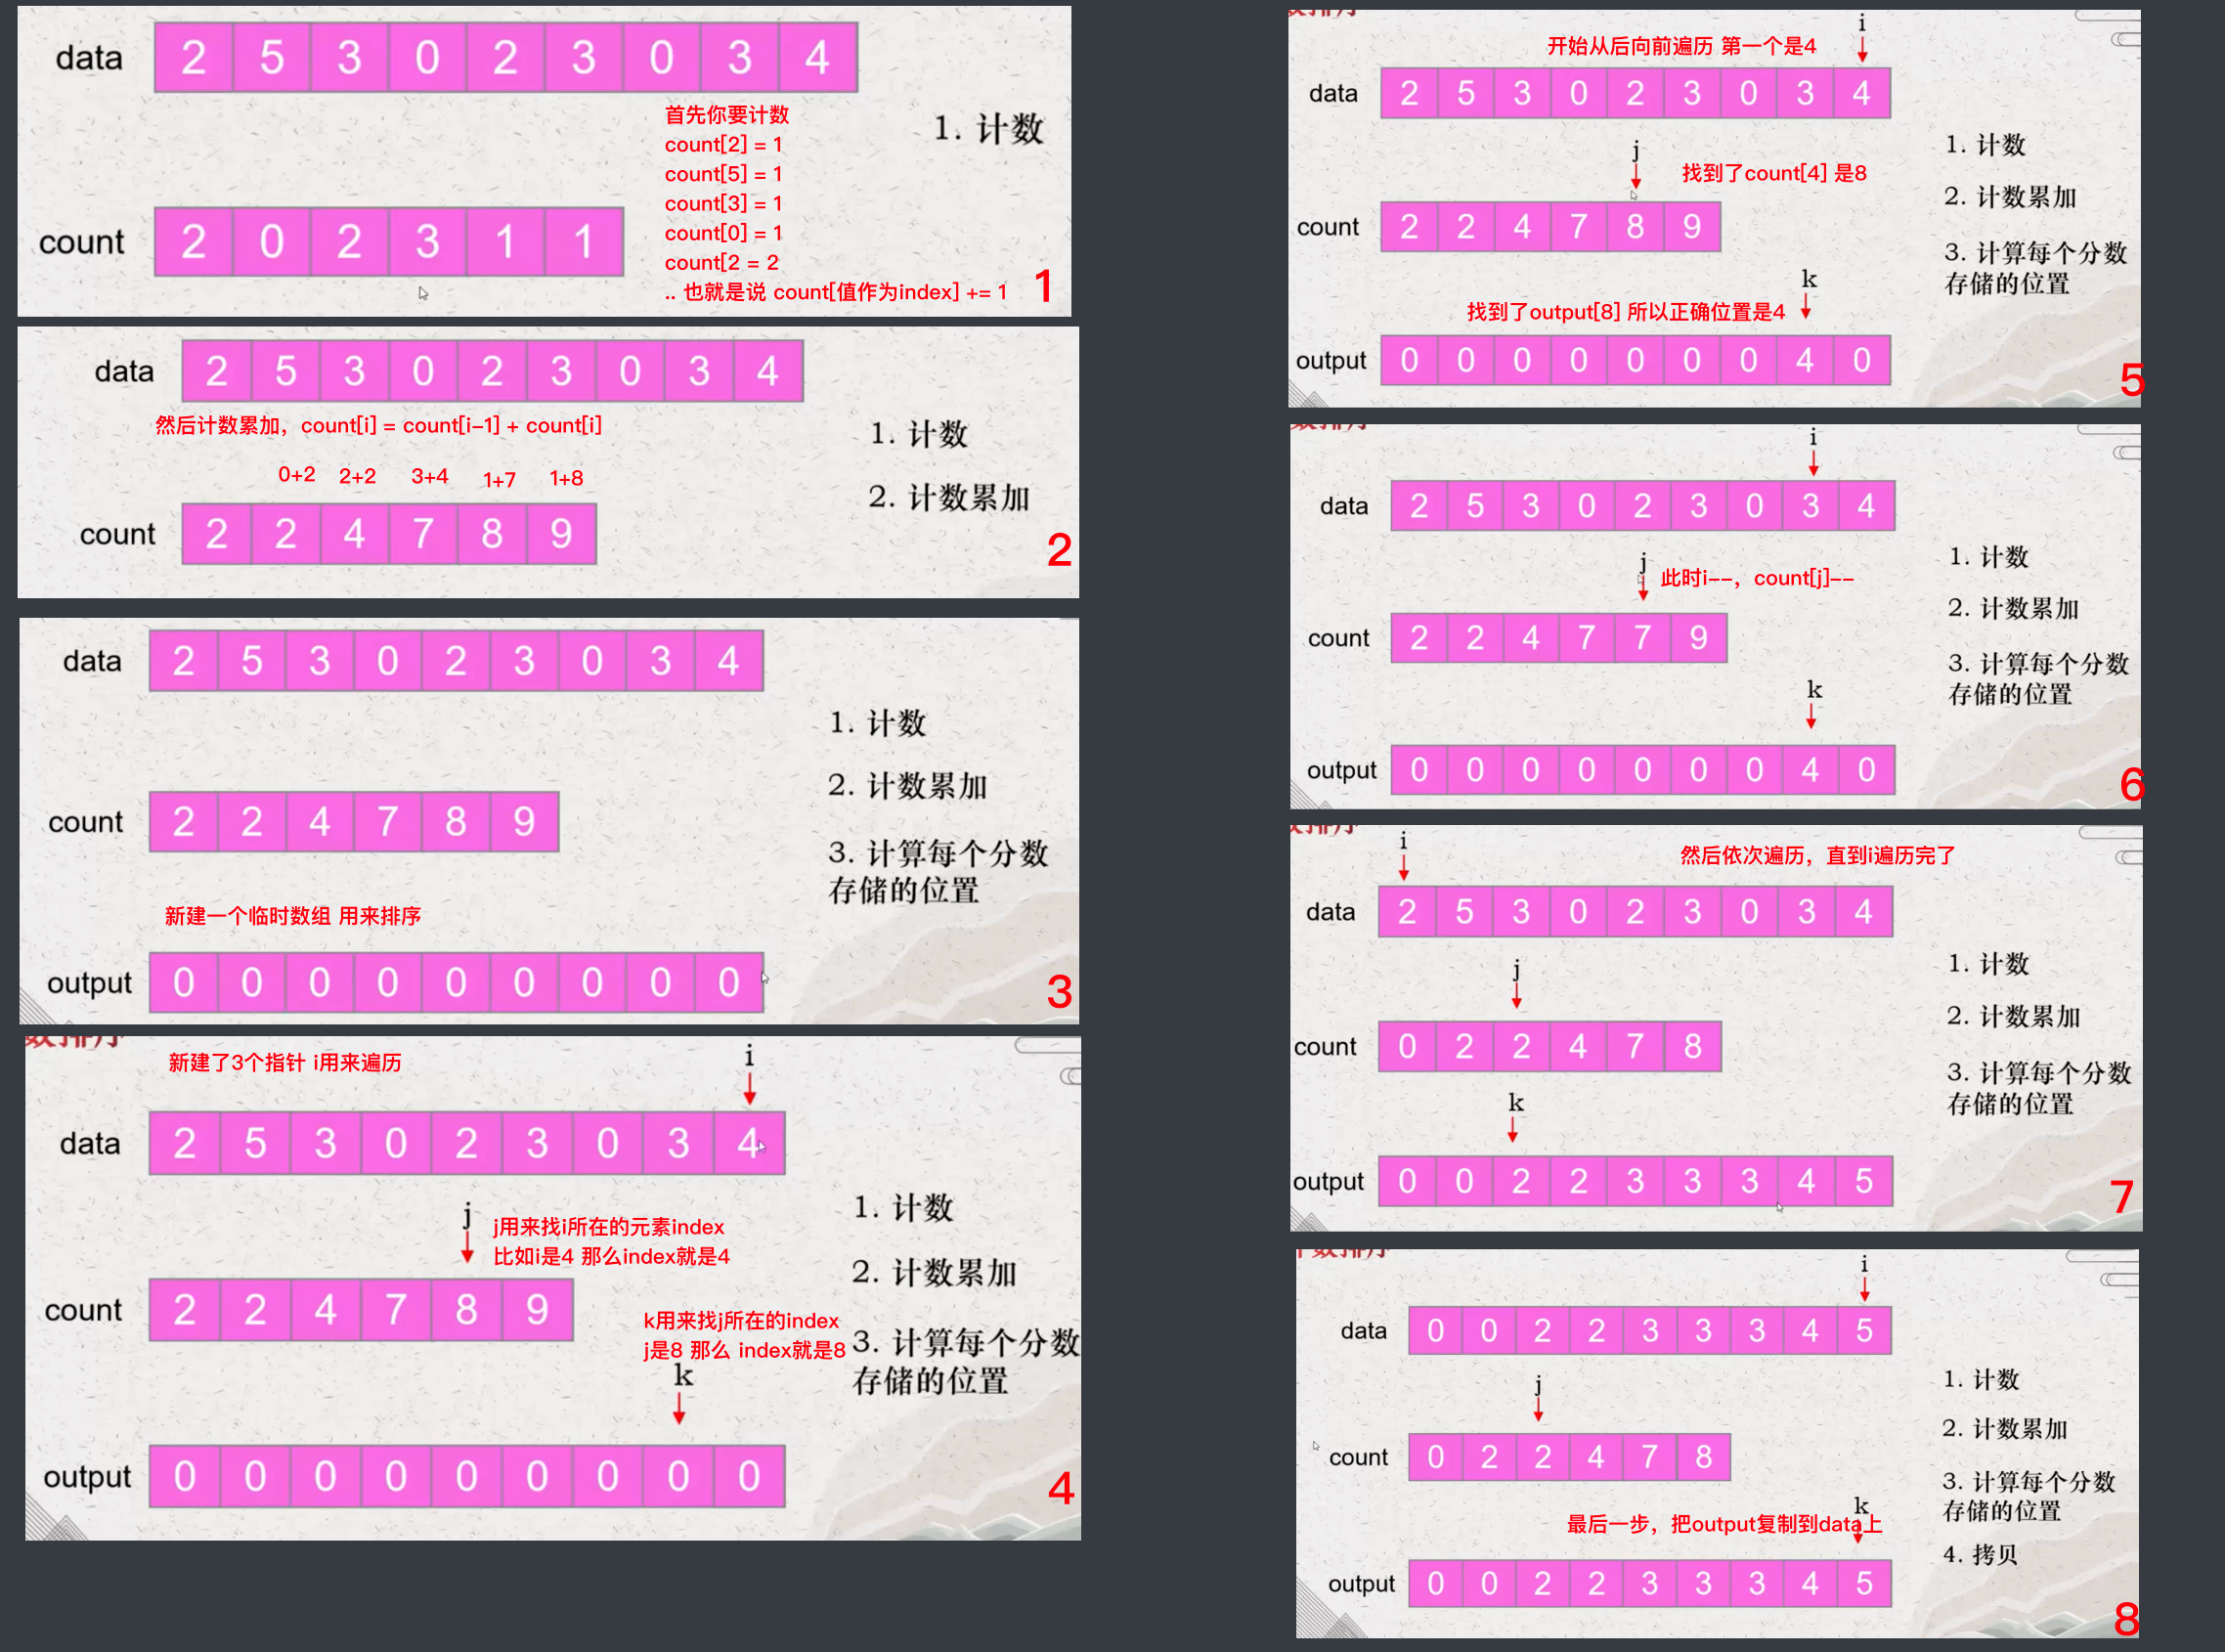 data 2 5 3 0 2 3 0 3 4
首先你要计数
count[2] = 1
count[5] = 1
count[3] = 1
count[0] = 1
count[2 = 2
.. 也就是说 count[值作为index] += 1
1. 计数
count 2 0 2 3 1 1
1
data 2 5 3 0 2 3 0 3 4
然后计数累加，count[i] = count[i-1] + count[i]
0+2 2+2 3+4 1+7 1+8
count 2 2 4 7 8 9
1. 计数
2. 计数累加
2
data 2 5 3 0 2 3 0 3 4
count 2 2 4 7 8 9
1. 计数
2. 计数累加
3. 计算每个分数
存储的位置
新建一个临时数组 用来排序
output 0 0 0 0 0 0 0 0 0
3
数排序
新建了3个指针 i用来遍历
i
data 2 5 3 0 2 3 0 3 4
j
j用来找i所在的元素index
比如i是4 那么index就是4
count 2 2 4 7 8 9
k用来找j所在的index
j是8 那么 index就是8
k
1. 计数
2. 计数累加
3. 计算每个分数
存储的位置
output 0 0 0 0 0 0 0 0 0
4
数排序
开始从后向前遍历 第一个是4
i
data 2 5 3 0 2 3 0 3 4
j
找到了count[4] 是8
count 2 2 4 7 8 9
k
找到了output[8] 所以正确位置是4
output 0 0 0 0 0 0 0 4 0
1. 计数
2. 计数累加
3. 计算每个分数
存储的位置
5
数排序
i
data 2 5 3 0 2 3 0 3 4
j
此时i--，count[j]--
count 2 2 4 7 7 9
k
output 0 0 0 0 0 0 0 4 0
1. 计数
2. 计数累加
3. 计算每个分数
存储的位置
6
数排序
i
然后依次遍历，直到i遍历完了
data 2 5 3 0 2 3 0 3 4
j
count 0 2 2 4 7 8
k
output 0 0 2 2 3 3 3 4 5
1. 计数
2. 计数累加
3. 计算每个分数
存储的位置
7
数排序
i
data 0 0 2 2 3 3 3 4 5
j
count 0 2 2 4 7 8
k
最后一步，把output复制到data上
output 0 0 2 2 3 3 3 4 5
1. 计数
2. 计数累加
3. 计算每个分数
存储的位置
4. 拷贝
8